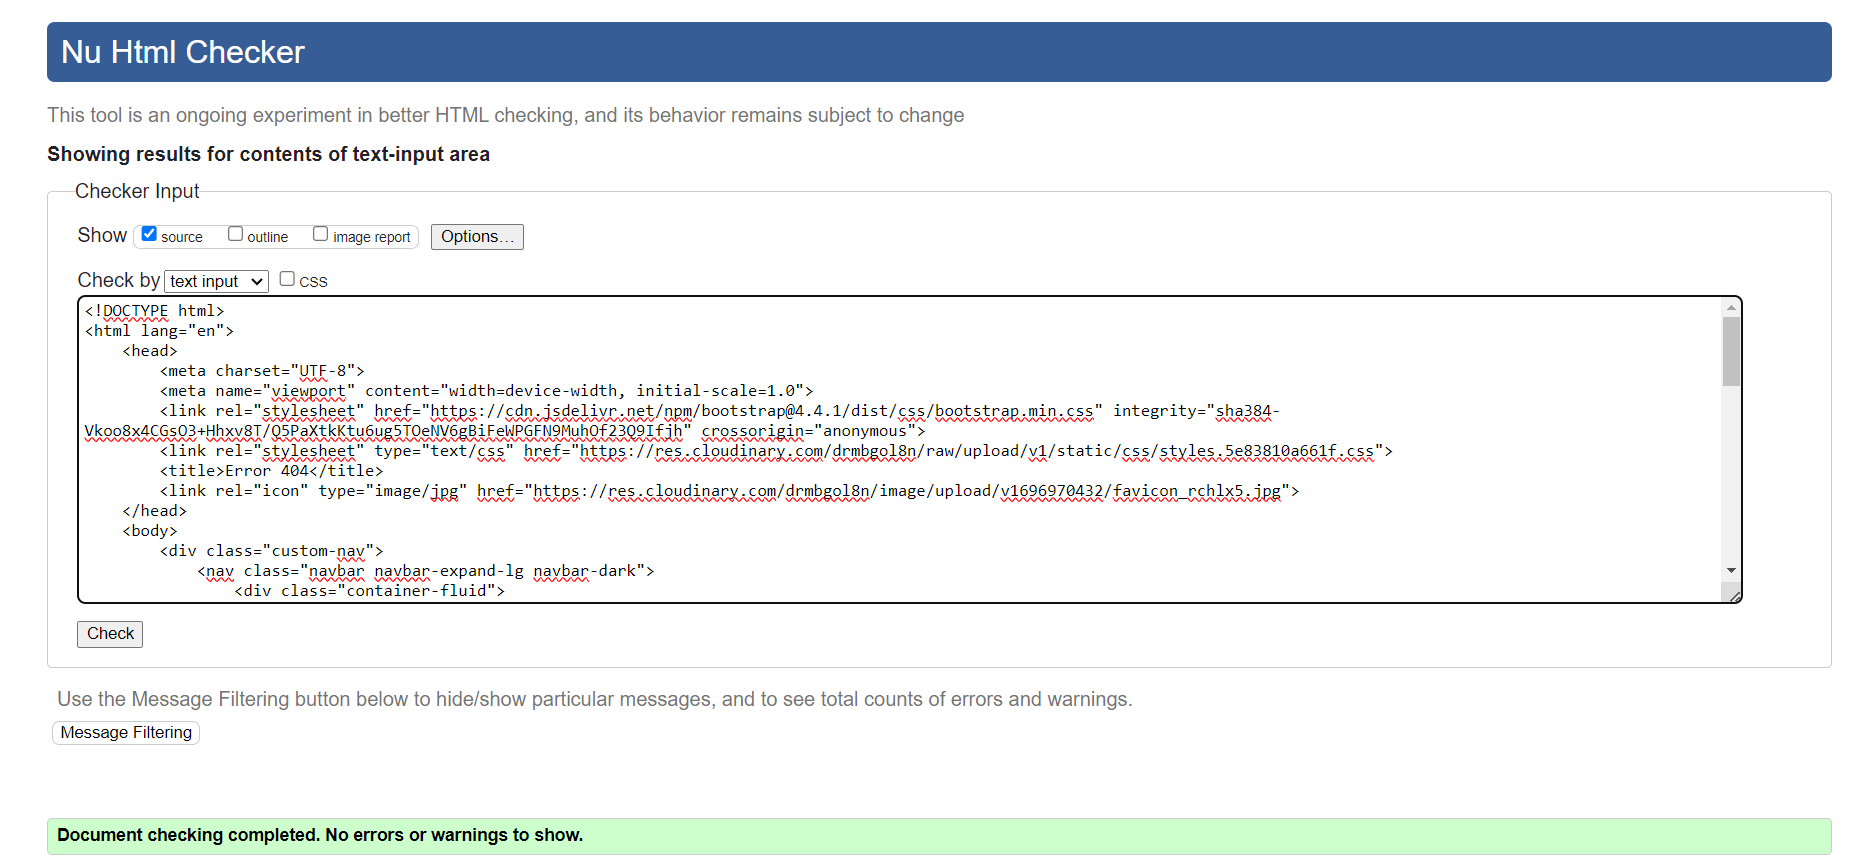 Nu Html Checker
This tool is an ongoing experiment in better HTML checking, and its behavior remains subject to change
Showing results for contents of text-input area
Checker Input
Show source outline image report Options...
Check by text input CSS
<!DOCTYPE html>
<html lang="en">
<head>
<meta charset="UTF-8">
<meta name="viewport" content="width=device-width, initial-scale=1.0">
<link rel="stylesheet" href="https://cdn.jsdelivr.net/npm/bootstrap@4.4.1/dist/css/bootstrap.min.css" integrity="sha384-
Vkoo8x4CGsO3+Hhxv8T/Q5PaXtkKtu6ug5TOeNV6gBiFeWPGFN9MuhOf23Q9Ifjh" crossorigin="anonymous">
<link rel="stylesheet" type="text/css" href="https://res.cloudinary.com/drmbgol8n/raw/upload/v1/static/css/styles.5e83810a661f.css">
<title>Error 404</title>
<link rel="icon" type="image/jpg" href="https://res.cloudinary.com/drmbgol8n/image/upload/v1696970432/favicon_rchlx5.jpg">
</head>
<body>
<div class="custom-nav">
<nav class="navbar navbar-expand-lg navbar-dark">
<div class="container-fluid">
Check
Use the Message Filtering button below to hide/show particular messages, and to see total counts of errors and warnings.
Message Filtering
Document checking completed. No errors or warnings to show.